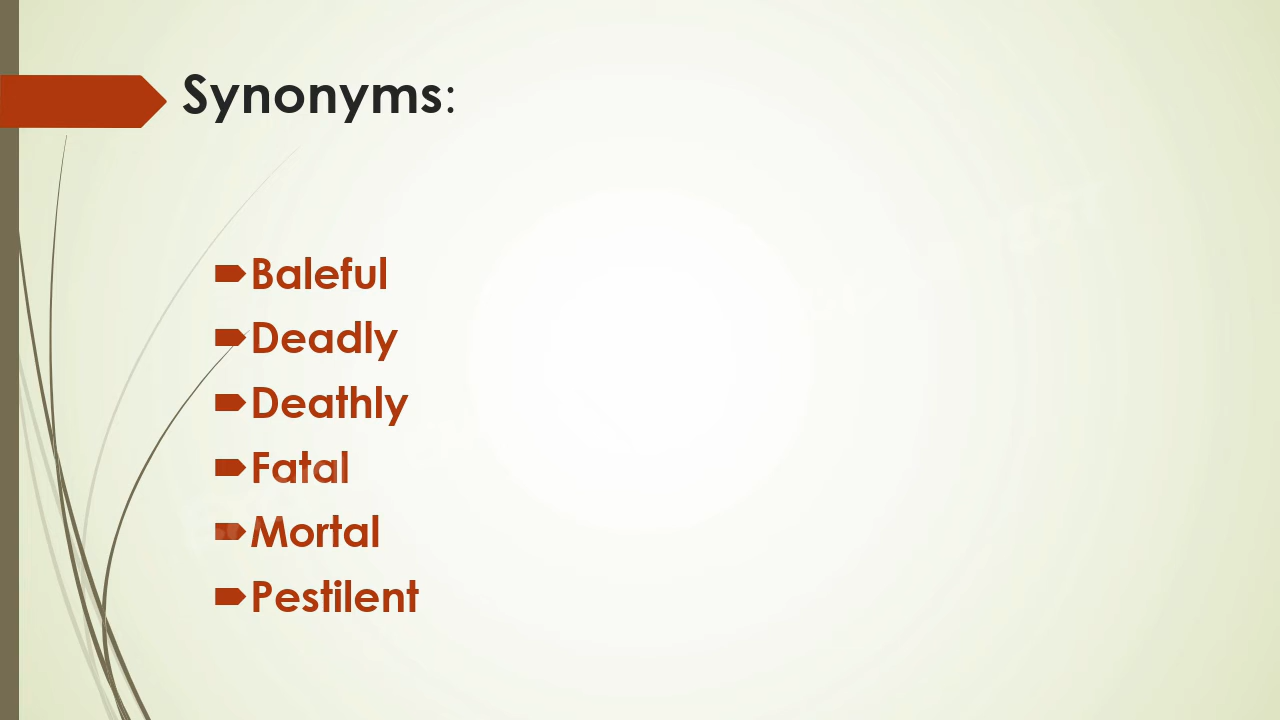 Synonyms:
Baleful
Deadly
Deathly
Fatal
Mortal
Pestilent